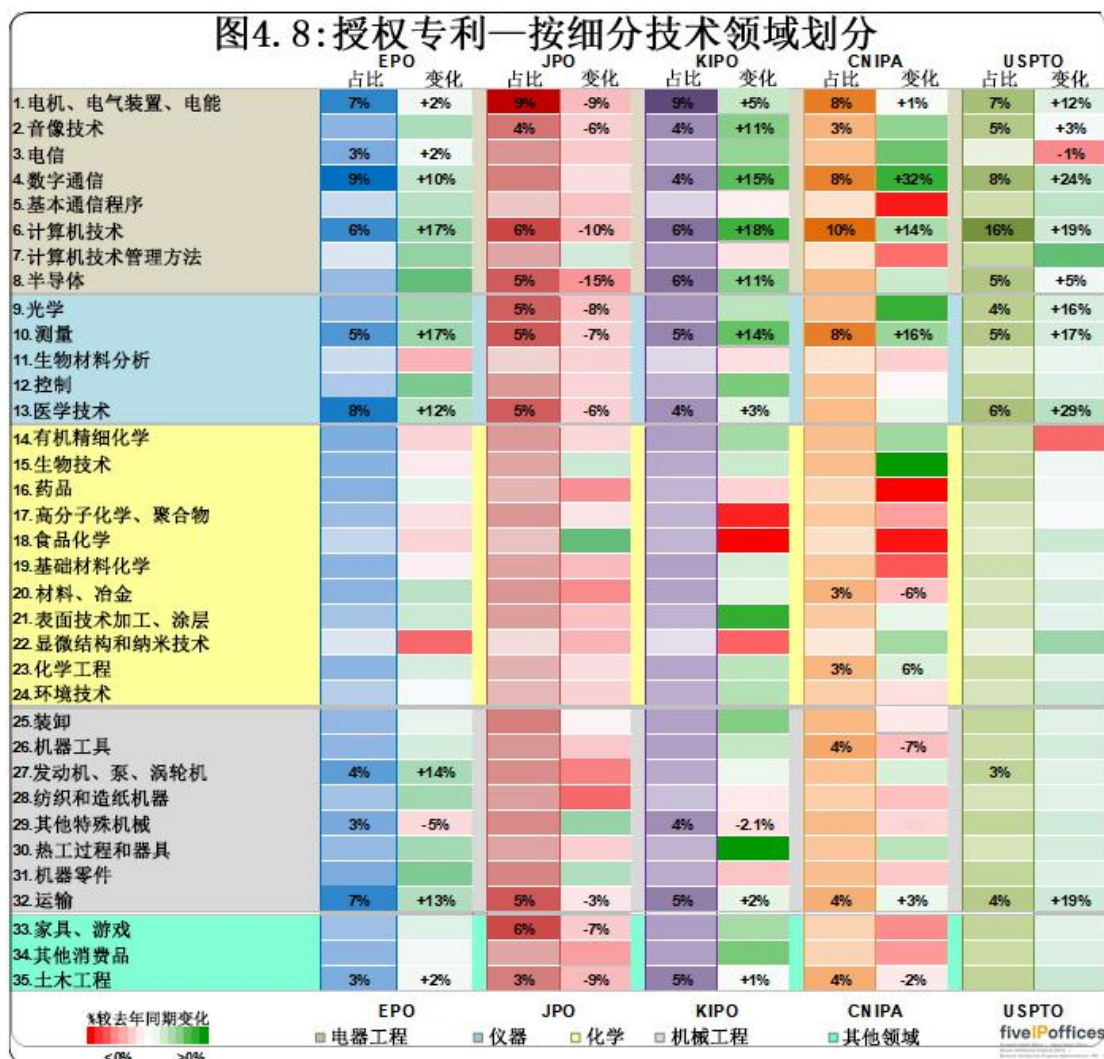 图4.8:授权专利—按细分技术领域划分
EPO JPO KIPO CNIPA USPTO
占比 变化 占比 变化 占比 变化 占比 变化 占比 变化
1.电机、电气装置、电能 7% +2% 9% -9% 9% +5% 8% +1% 7% +12%
2.音像技术 4% -6% 4% +11% 3% 5% +3%
3.电信 3% +2% -1%
4.数字通信 9% +10% 4% +15% 8% +32% 8% +24%
5.基本通信程序
6.计算机技术 6% +17% 6% -10% 6% +18% 10% +14% 16% +19%
7.计算机技术管理方法
8.半导体 5% -15% 6% +11% 5% +5%
9.光学 5% -8% 4% +16%
10.测量 5% +17% 5% -7% 5% +14% 8% +16% 5% +17%
11.生物材料分析
12.控制
13.医学技术 8% +12% 5% -6% 4% +3% 6% +29%
14.有机精细化学
15.生物技术
16.药品
17.高分子化学、聚合物
18.食品化学
19.基础材料化学
20.材料、冶金 3% -6%
21.表面技术加工、涂层
22.显微结构和纳米技术
23.化学工程 3% 6%
24.环境技术
25.装卸
26.机器工具 4% -7%
27.发动机、泵、涡轮机 4% +14% 3%
28.纺织和造纸机器
29.其他特殊机械 3% -5% 4% -2.1%
30.热工过程和器具
31.机器零件
32.运输 7% +13% 5% -3% 5% +2% 4% +3% 4% +19%
33.家具、游戏 6% -7%
34.其他消费品
35.土木工程 3% +2% 3% -9% 5% +1% 4% -2%
EPO JPO KIPO CNIPA USPTO
%较去年同期变化
<0% >0%
电器工程 仪器 化学 机械工程 其他领域
fiveIPoffices